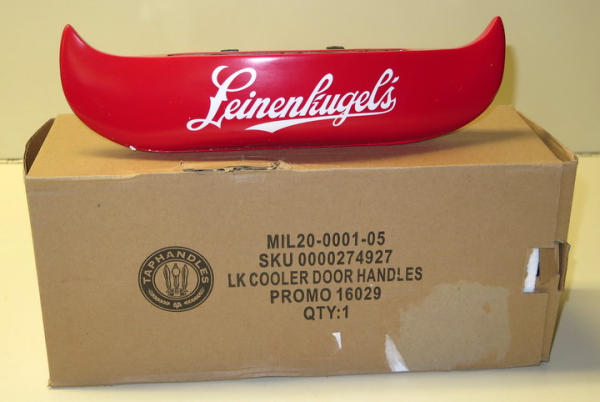 Leinenkugel's
MIL20-0001-05
SKU 0000274927
LK COOLER DOOR HANDLES
PROMO 16029
QTY:1
TAPHANDLES